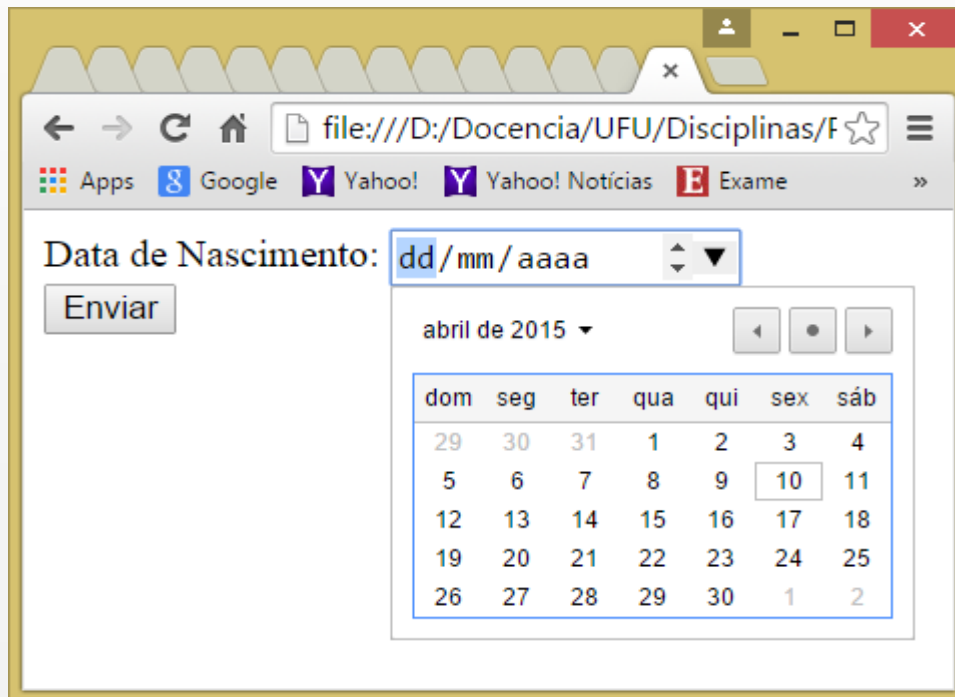 file:///D:/Docencia/UFU/Disciplinas/F
Apps Google Yahoo! Yahoo! Notícias Exame »
Data de Nascimento: dd/mm/aaaa
Enviar
abril de 2015
dom seg ter qua qui sex sáb
29 30 31 1 2 3 4
5 6 7 8 9 10 11
12 13 14 15 16 17 18
19 20 21 22 23 24 25
26 27 28 29 30 1 2